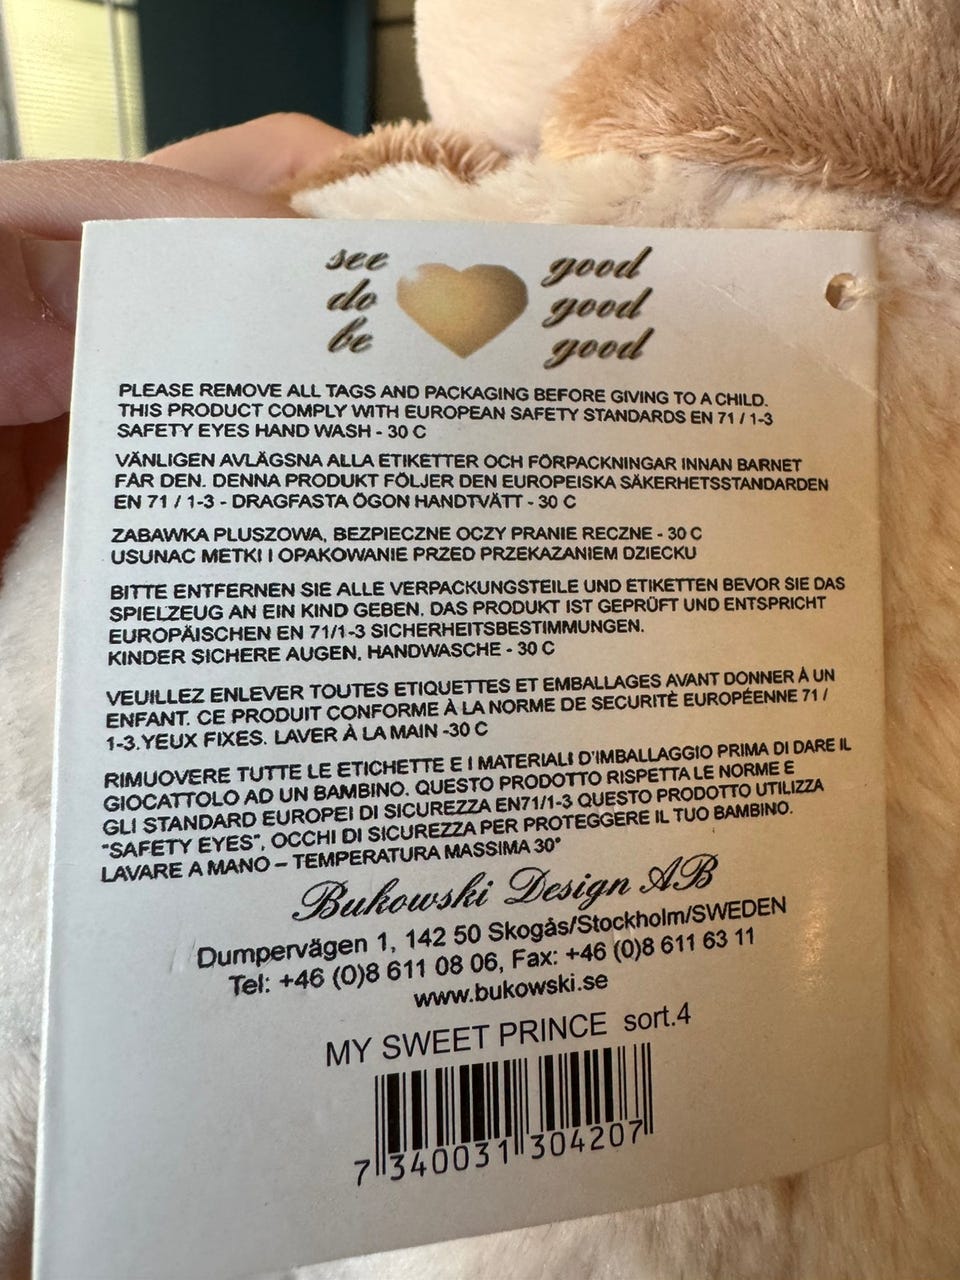 see good
do good
be good
PLEASE REMOVE ALL TAGS AND PACKAGING BEFORE GIVING TO A CHILD.
THIS PRODUCT COMPLY WITH EUROPEAN SAFETY STANDARDS EN 71 / 1-3
SAFETY EYES HAND WASH - 30 C
VÄNLIGEN AVLÄGSNA ALLA ETIKETTER OCH FÖRPACKNINGAR INNAN BARNET
FÅR DEN. DENNA PRODUKT FÖLJER DEN EUROPEISKA SÄKERHETSSTANDARDEN
EN 71 / 1-3 - DRAGFASTA ÖGON HANDTVÄTT - 30 C
ZABAWKA PLUSZOWA, BEZPIECZNE OCZY PRANIE RECZNE - 30 C
USUNAC METKI I OPAKOWANIE PRZED PRZEKAZANIEM DZIECKU
BITTE ENTFERNEN SIE ALLE VERPACKUNGSTEILE UND ETIKETTEN BEVOR SIE DAS
SPIELZEUG AN EIN KIND GEBEN. DAS PRODUKT IST GEPRÜFT UND ENTSPRICHT
EUROPÄISCHEN EN 71/1-3 SICHERHEITSBESTIMMUNGEN.
KINDER SICHERE AUGEN. HANDWASCHE - 30 C
VEUILLEZ ENLEVER TOUTES ETIQUETTES ET EMBALLAGES AVANT DONNER À UN
ENFANT. CE PRODUIT CONFORME À LA NORME DE SECURITÈ EUROPÉENNE 71 /
1-3.YEUX FIXES. LAVER À LA MAIN -30 C
RIMUOVERE TUTTE LE ETICHETTE E I MATERIALI D'IMBALLAGGIO PRIMA DI DARE IL
GIOCATTOLO AD UN BAMBINO. QUESTO PRODOTTO RISPETTA LE NORME E
GLI STANDARD EUROPEI DI SICUREZZA EN71/1-3 QUESTO PRODOTTO UTILIZZA
"SAFETY EYES", OCCHI DI SICUREZZA PER PROTEGGERE IL TUO BAMBINO.
LAVARE A MANO – TEMPERATURA MASSIMA 30°
Bukowski Design AB
Dumpervägen 1, 142 50 Skogås/Stockholm/SWEDEN
Tel: +46 (0)8 611 08 06, Fax: +46 (0)8 611 63 11
www.bukowski.se
MY SWEET PRINCE sort.4
7 340031 304207